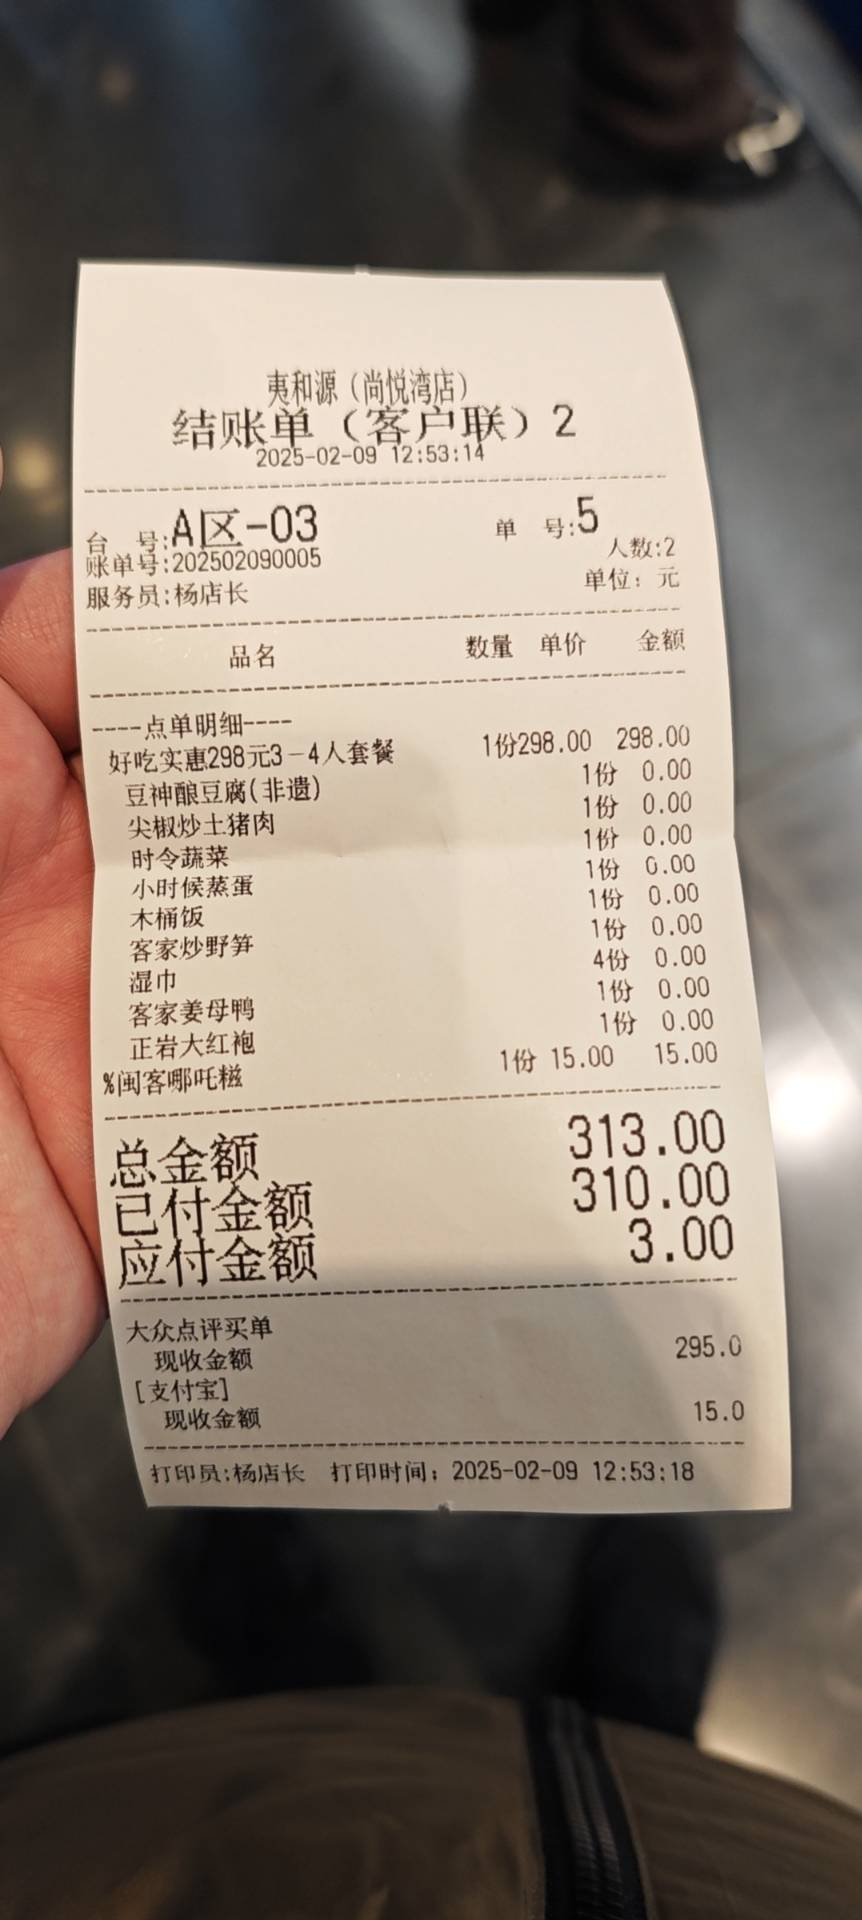 夷和源（尚悦湾店）
结账单（客户联）2
2025-02-09 12:53:14
台 号:A区-03 单 号:5
账单号:202502090005 人数:2
服务员:杨店长 单位：元
品名 数量 单价 金额
----点单明细----
好吃实惠298元3-4人套餐 1份298.00 298.00
豆神酿豆腐(非遗) 1份 0.00
尖椒炒土猪肉 1份 0.00
时令蔬菜 1份 0.00
小时候蒸蛋 1份 0.00
木桶饭 1份 0.00
客家炒野笋 1份 0.00
湿巾 4份 0.00
客家姜母鸭 1份 0.00
正岩大红袍 1份 0.00
%闽客哪吒糍 1份 15.00 15.00
总金额 313.00
已付金额 310.00
应付金额 3.00
大众点评买单
现收金额 295.0
[支付宝]
现收金额 15.0
打印员:杨店长 打印时间：2025-02-09 12:53:18